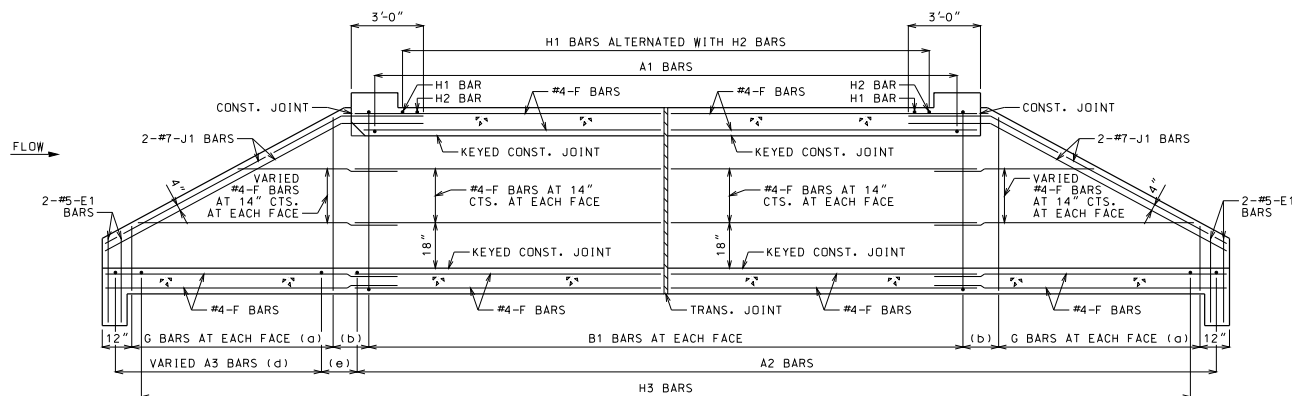 3'-0"
3'-0"
H1 BARS ALTERNATED WITH H2 BARS
A1 BARS
H1 BAR
H2 BAR
#4-F BARS
#4-F BARS
H2 BAR
H1 BAR
CONST. JOINT
CONST. JOINT
2-#7-J1 BARS
2-#7-J1 BARS
FLOW
KEYED CONST. JOINT
KEYED CONST. JOINT
4"
VARIED
#4-F BARS
AT 14" CTS.
AT EACH FACE
#4-F BARS AT 14"
CTS. AT EACH FACE
#4-F BARS AT 14"
CTS. AT EACH FACE
VARIED
#4-F BARS
AT 14" CTS.
AT EACH FACE
4"
2-#5-E1
BARS
2-#5-E1
BARS
18"
18"
KEYED CONST. JOINT
KEYED CONST. JOINT
#4-F BARS
#4-F BARS
TRANS. JOINT
#4-F BARS
#4-F BARS
12"
G BARS AT EACH FACE (a)
(b)
B1 BARS AT EACH FACE
(b)
G BARS AT EACH FACE (a)
12"
VARIED A3 BARS (d)
(e)
A2 BARS
H3 BARS